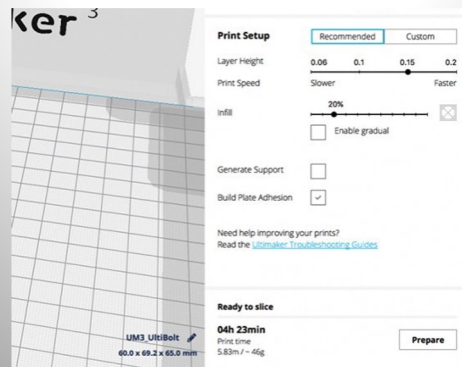 ker 3
Print Setup
Recommended Custom
Layer Height 0.06 0.1 0.15 0.2
Print Speed Slower Faster
20%
Infill
Enable gradual
Generate Support
Build Plate Adhesion
Need help improving your prints?
Read the Ultimaker Troubleshooting Guides
Ready to slice
04h 23min
Print time
5.83m / ~ 46g
Prepare
UM3_UltiBolt
60.0 x 69.2 x 65.0 mm